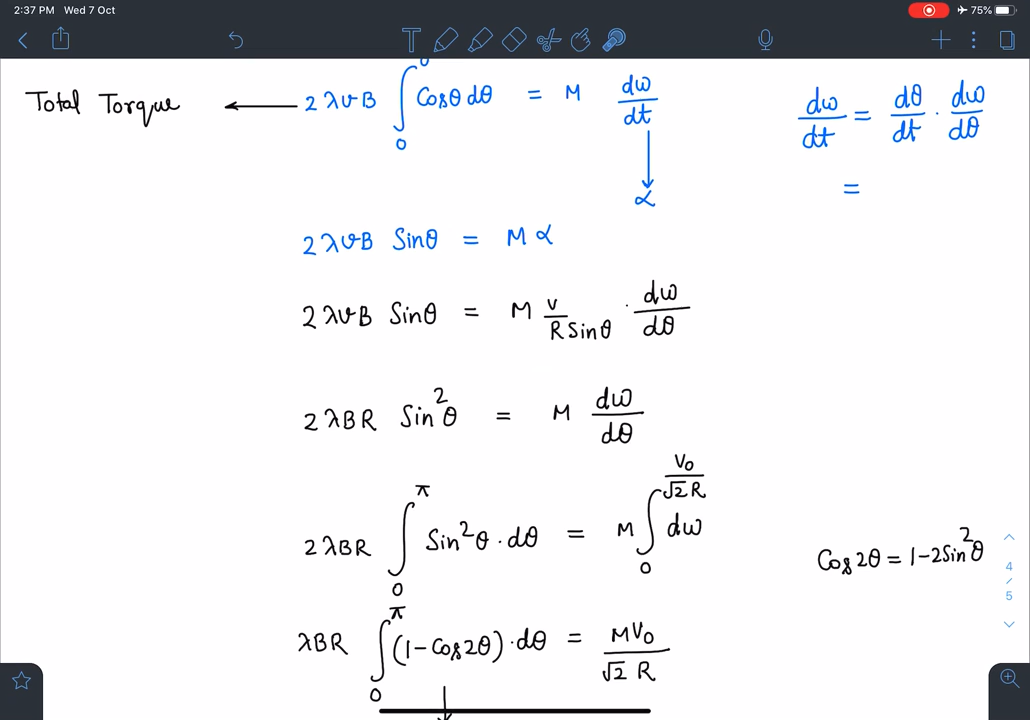 2:37 PM Wed 7 Oct 75%
Total Torque ← 2λvB ∫₀^θ Cosθ dθ = M dω/dt
dω/dt = dθ/dt · dω/dθ
α
=
2λvB Sinθ = M α
2λvB Sinθ = M v/(R Sinθ) · dω/dθ
2λBR Sin²θ = M dω/dθ
2λBR ∫₀^π Sin²θ · dθ = M ∫₀^(V₀/√2 R) dω
Cos2θ = 1-2Sin²θ
λBR ∫₀^π (1-Cos2θ) · dθ = MV₀/(√2 R)
4 / 5